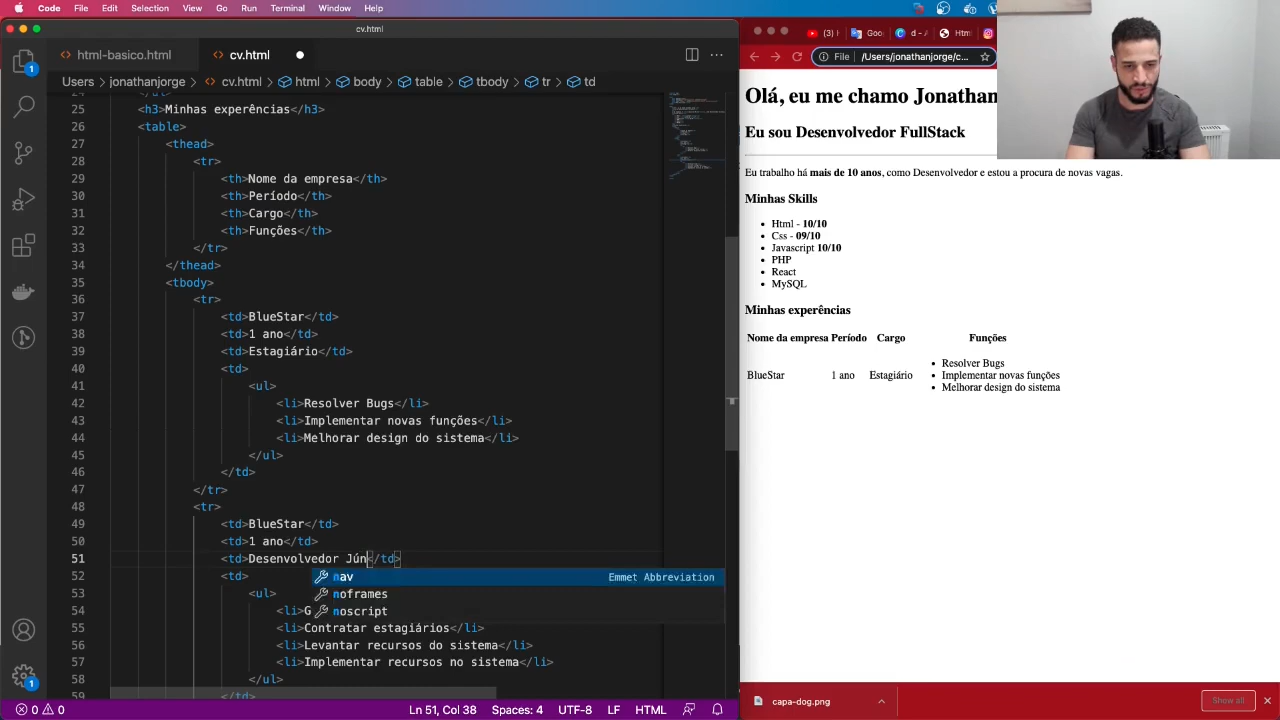 cv.html
html-basico.html
cv.html
Users > jonathanjorge > cv.html > html > body > table > tbody > tr > td
25 <h3>Minhas experências</h3>
26 <table>
27 <thead>
28 <tr>
29 <th>Nome da empresa</th>
30 <th>Período</th>
31 <th>Cargo</th>
32 <th>Funções</th>
33 </tr>
34 </thead>
35 <tbody>
36 <tr>
37 <td>BlueStar</td>
38 <td>1 ano</td>
39 <td>Estagiário</td>
40 <td>
41 <ul>
42 <li>Resolver Bugs</li>
43 <li>Implementar novas funções</li>
44 <li>Melhorar design do sistema</li>
45 </ul>
46 </td>
47 </tr>
48 <tr>
49 <td>BlueStar</td>
50 <td>1 ano</td>
51 <td>Desenvolvedor Jún</td>
52 <td>
nav Emmet Abbreviation
53 <ul>
noframes
54 <li>G
noscript
55 <li>Contratar estagiários</li>
56 <li>Levantar recursos do sistema</li>
57 <li>Implementar recursos no sistema</li>
58 </ul>
59 </td>
1
1
0 0
Ln 51, Col 38
Spaces: 4
UTF-8
LF
HTML
(3)
Goo
d - A
Htm
File /Users/jonathanjorge/c...
Olá, eu me chamo Jonathan
Eu sou Desenvolvedor FullStack
Eu trabalho há mais de 10 anos, como Desenvolvedor e estou a procura de novas vagas.
Minhas Skills
Html - 10/10
Css - 09/10
Javascript 10/10
PHP
React
MySQL
Minhas experências
Nome da empresa Período Cargo Funções
BlueStar 1 ano Estagiário
Resolver Bugs
Implementar novas funções
Melhorar design do sistema
capa-dog.png
Show all